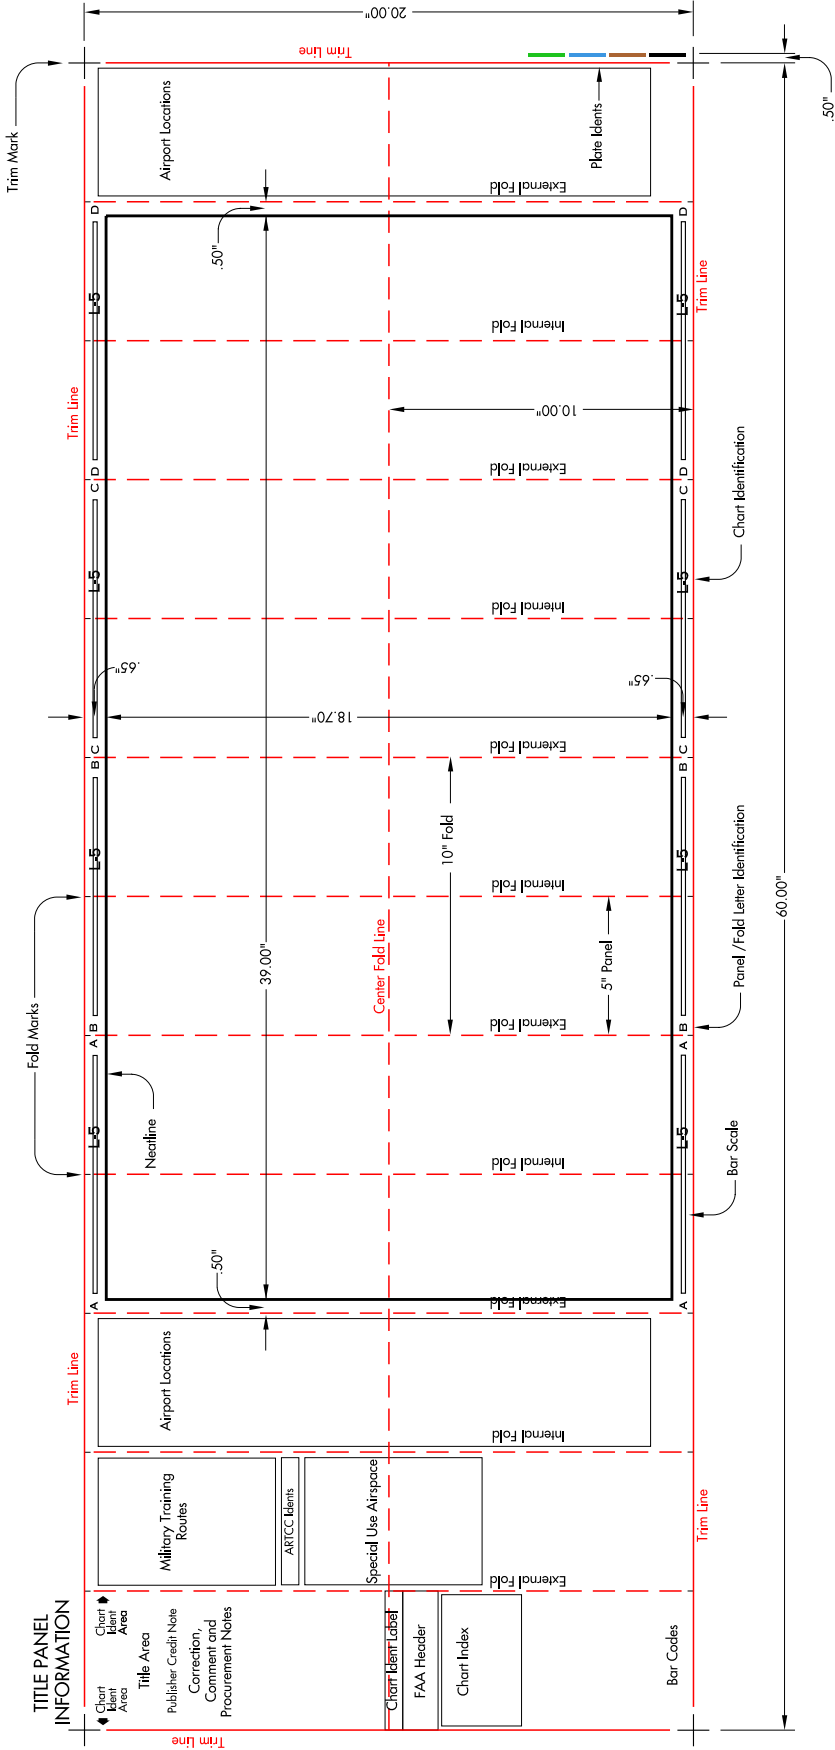 TITLE PANEL
INFORMATION
Chart
Ident
Area
Chart
Ident
Area
Title Area
Publisher Credit Note
Correction,
Comment and
Procurement Notes
Chart Ident Label
FAA Header
Chart Index
Bar Codes
Trim Line
Military Training
Routes
ARTCC Idents
Special Use Airspace
External Fold
Trim Line
Trim Line
Airport Locations
Internal Fold
.50"
External Fold
A
L-5
A
B
L-5
B
C
L-5
C
D
L-5
D
Fold Marks
Neatline
39.00"
Center Fold Line
Internal Fold
External Fold
10" Fold
5" Panel
Internal Fold
External Fold
.65"
18.70"
.65"
Internal Fold
External Fold
10.00"
Internal Fold
.50"
External Fold
Trim Line
Airport Locations
Plate Idents
Trim Mark
Trim Line
20.00"
A
L-5
A
B
L-5
B
C
L-5
C
D
L-5
D
Trim Line
Bar Scale
Panel / Fold Letter Identification
Chart Identification
60.00"
.50"